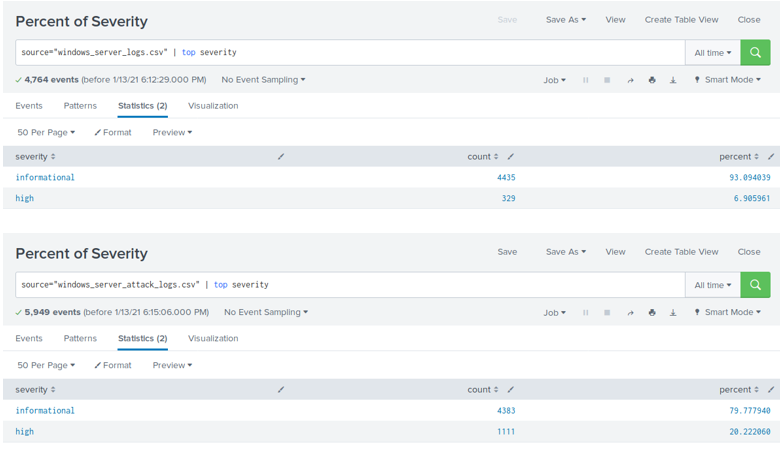 Percent of Severity Save Save As View Create Table View Close
source="windows_server_logs.csv" | top severity All time
4,764 events (before 1/13/21 6:12:29.000 PM) No Event Sampling Job Smart Mode
Events Patterns Statistics (2) Visualization
50 Per Page Format Preview
severity count percent
informational 4435 93.094039
high 329 6.905961
Percent of Severity Save Save As View Create Table View Close
source="windows_server_attack_logs.csv" | top severity All time
5,949 events (before 1/13/21 6:15:06.000 PM) No Event Sampling Job Smart Mode
Events Patterns Statistics (2) Visualization
50 Per Page Format Preview
severity count percent
informational 4383 79.777940
high 1111 20.222060